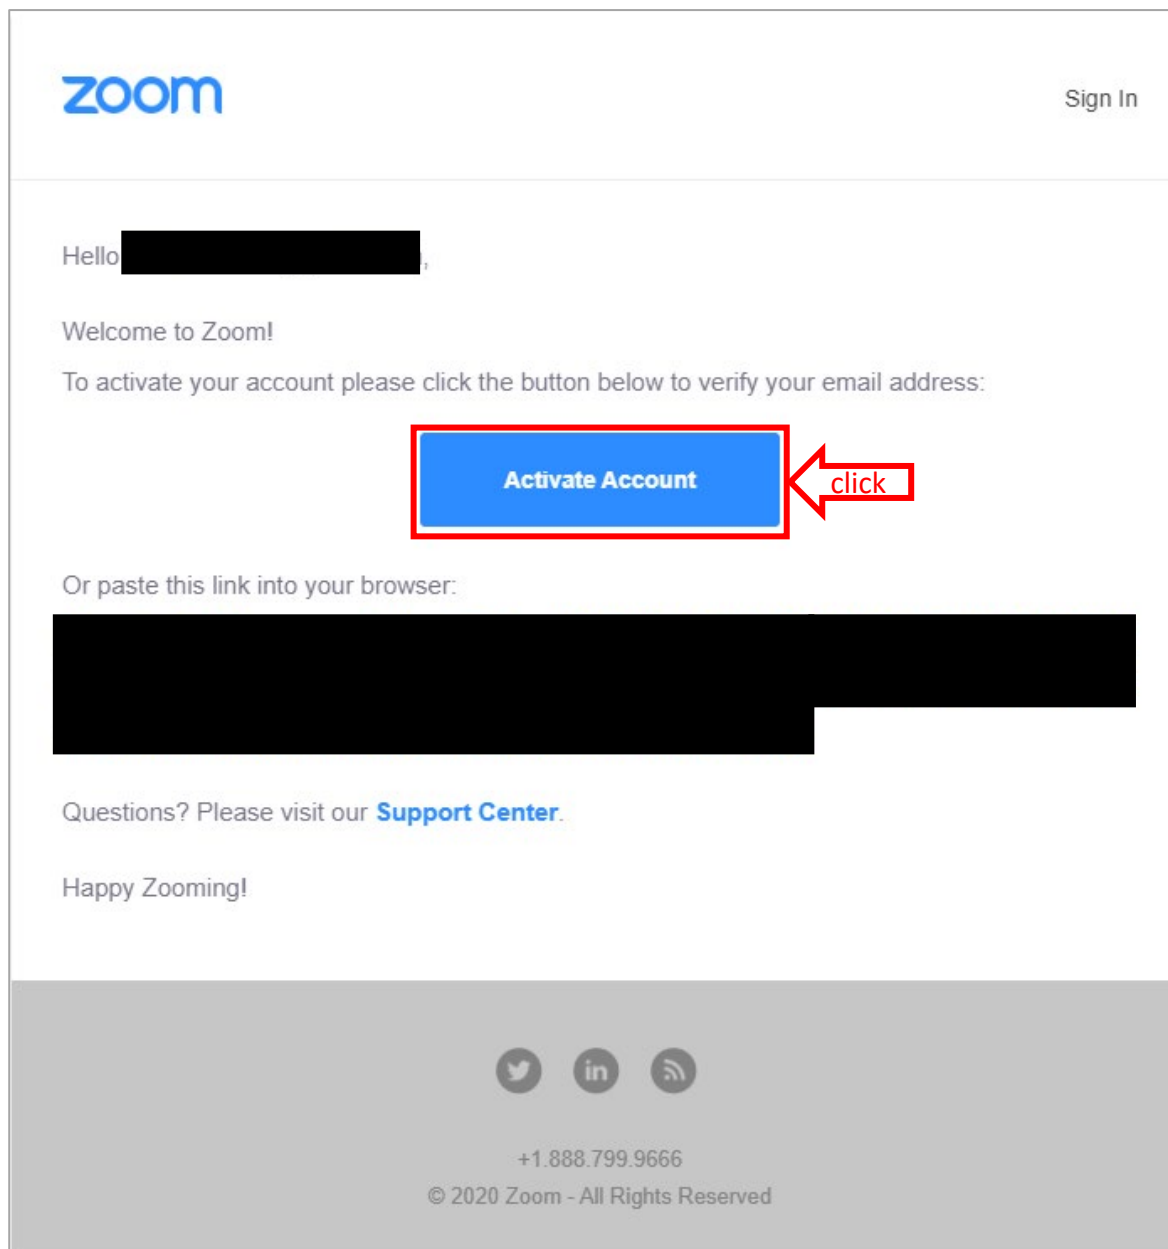 zoom
Sign In
Hello ,
Welcome to Zoom!
To activate your account please click the button below to verify your email address:
Activate Account
click
Or paste this link into your browser:
Questions? Please visit our Support Center.
Happy Zooming!
in
+1.888.799.9666
© 2020 Zoom - All Rights Reserved